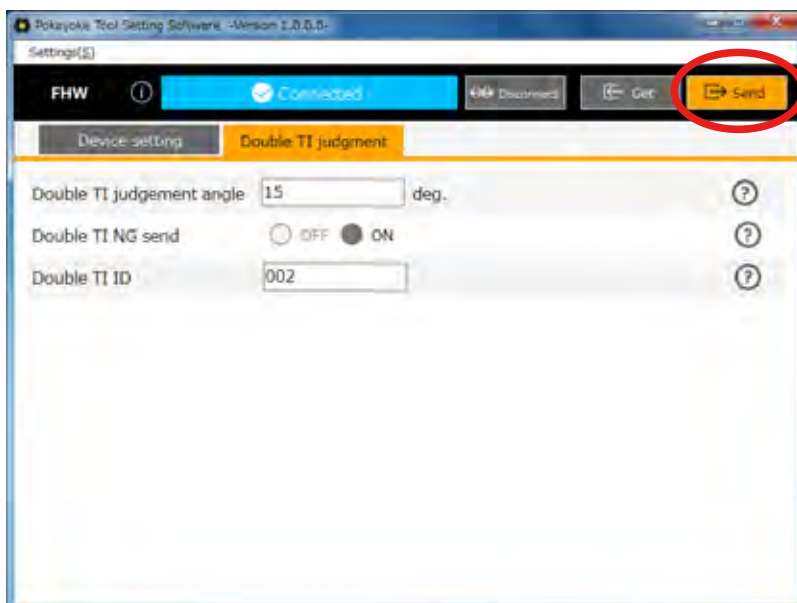 Pokayoke Tool Setting Software -Version 1.0.0.0-
Settings(S)
FHW Connected Disconnect Get Send
Device setting Double TI judgment
Double TI judgement angle 15 deg. ?
Double TI NG send OFF ON ?
Double TI ID 002 ?